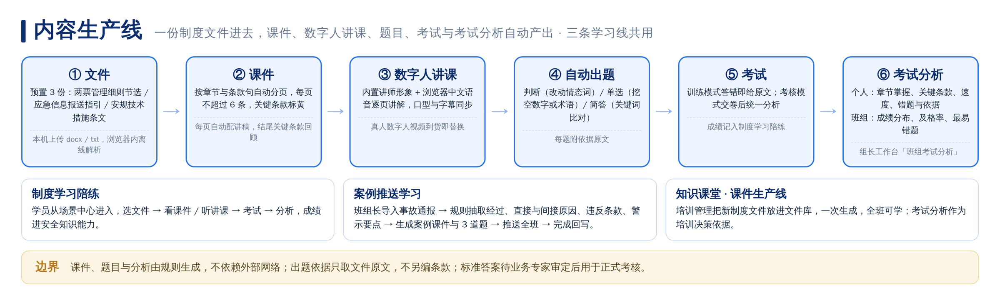 内容生产线 一份制度文件进去，课件、数字人讲课、题目、考试与考试分析自动产出 · 三条学习线共用
① 文件
预置 3 份：两票管理细则节选 /
应急信息报送指引 / 安规技术
措施条文
本机上传 docx / txt，浏览器内离
线解析
② 课件
按章节与条款句自动分页，每页
不超过 6 条，关键条款标黄
每页自动配讲稿，结尾关键条款回
顾
③ 数字人讲课
内置讲师形象 + 浏览器中文语
音逐页讲解，口型与字幕同步
真人数字人视频到货即替换
④ 自动出题
判断（改动情态词）/ 单选（挖
空数字或术语）/ 简答（关键词
比对）
每题附依据原文
⑤ 考试
训练模式答错即给原文；考核模
式交卷后统一分析
成绩记入制度学习陪练
⑥ 考试分析
个人：章节掌握、关键条款、速
度、错题与依据
班组：成绩分布、及格率、最易
错题
组长工作台「班组考试分析」
制度学习陪练
学员从场景中心进入，选文件 → 看课件 / 听讲课 → 考试 → 分析，成绩
进安全知识能力。
案例推送学习
班组长导入事故通报 → 规则抽取经过、直接与间接原因、违反条款、警
示要点 → 生成案例课件与 3 道题 → 推送全班 → 完成回写。
知识课堂 · 课件生产线
培训管理把新制度文件放进文件库，一次生成，全班可学；考试分析作为
培训决策依据。
边界 课件、题目与分析由规则生成，不依赖外部网络；出题依据只取文件原文，不另编条款；标准答案待业务专家审定后用于正式考核。